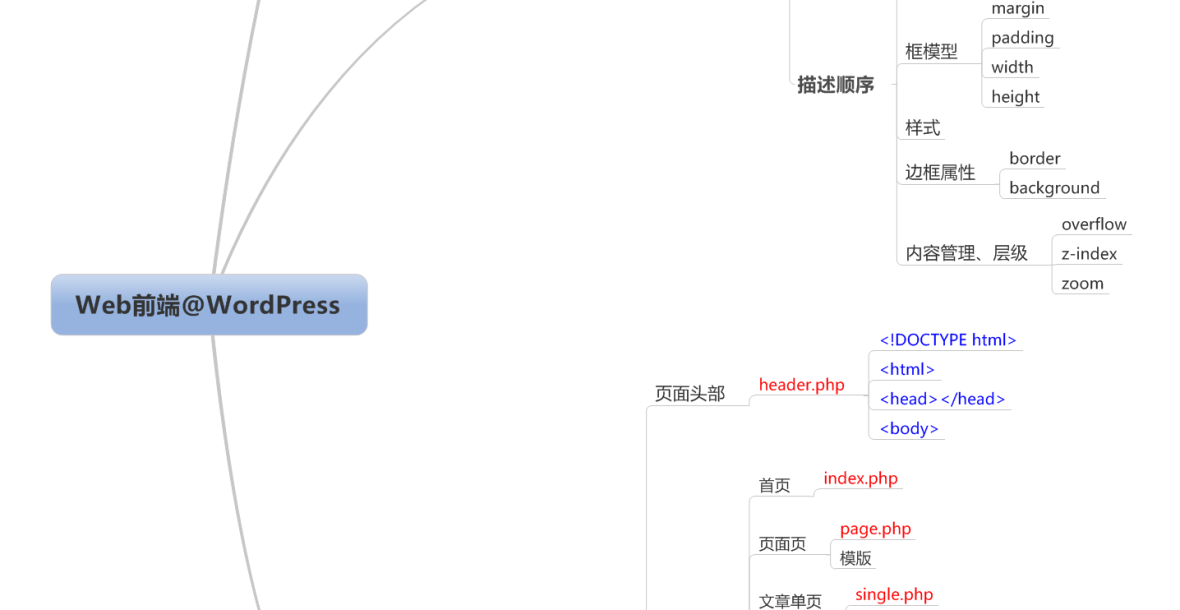 margin
padding
框模型
width
描述顺序
height
样式
border
边框属性
background
overflow
内容管理、层级
z-index
zoom
Web前端@WordPress
<!DOCTYPE html>
<html>
页面头部
header.php
<head></head>
<body>
首页
index.php
page.php
页面页
模版
文章单页
single.php